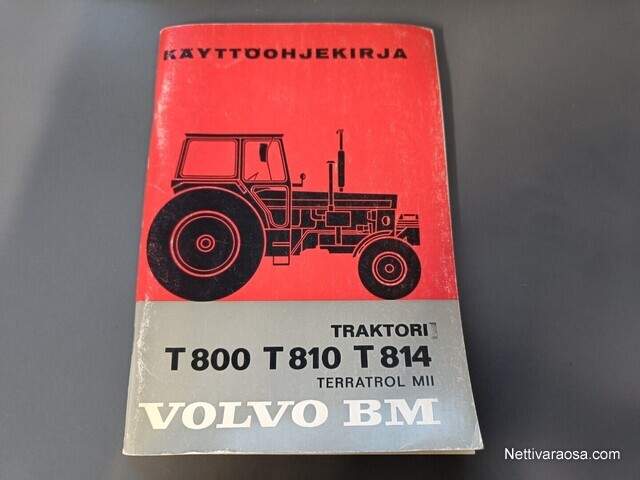 KÄYTTÖOHJEKIRJA
TRAKTORI
T 800 T 810 T 814
TERRATROL MII
VOLVO BM
Nettivaraosa.com